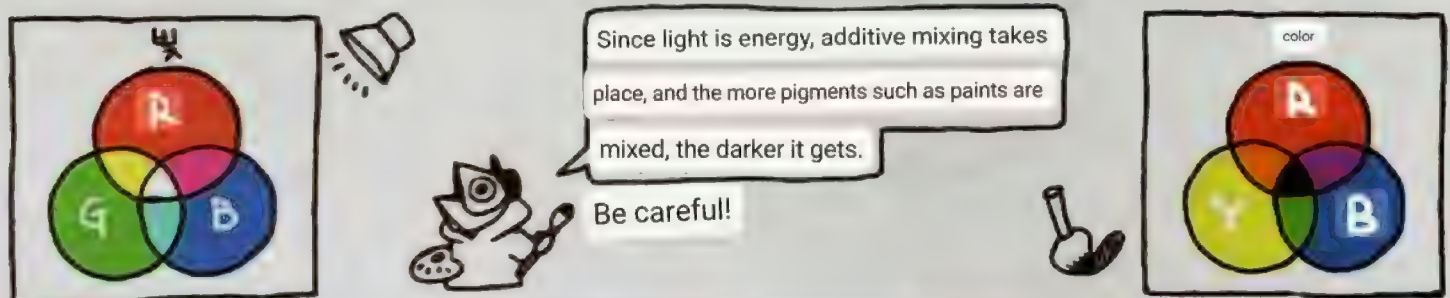 R
G B
Since light is energy, additive mixing takes
place, and the more pigments such as paints are
mixed, the darker it gets.
Be careful!
color
R
Y B